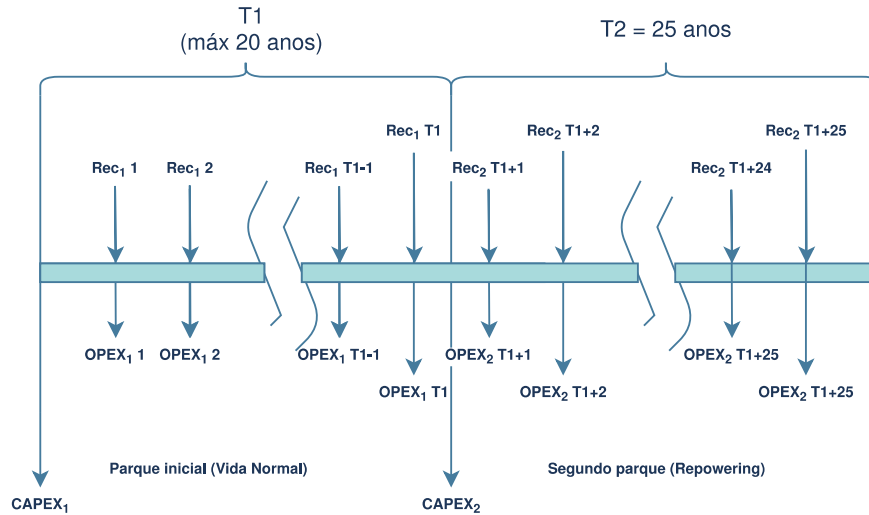 T1
(máx 20 anos)
T2 = 25 anos
Rec₁ 1
Rec₁ 2
Rec₁ T1-1
Rec₁ T1
Rec₂ T1+1
Rec₂ T1+2
Rec₂ T1+24
Rec₂ T1+25
OPEX₁ 1
OPEX₁ 2
OPEX₁ T1-1
OPEX₁ T1
OPEX₂ T1+1
OPEX₂ T1+2
OPEX₂ T1+25
OPEX₂ T1+25
Parque inicial (Vida Normal)
Segundo parque (Repowering)
CAPEX₁
CAPEX₂